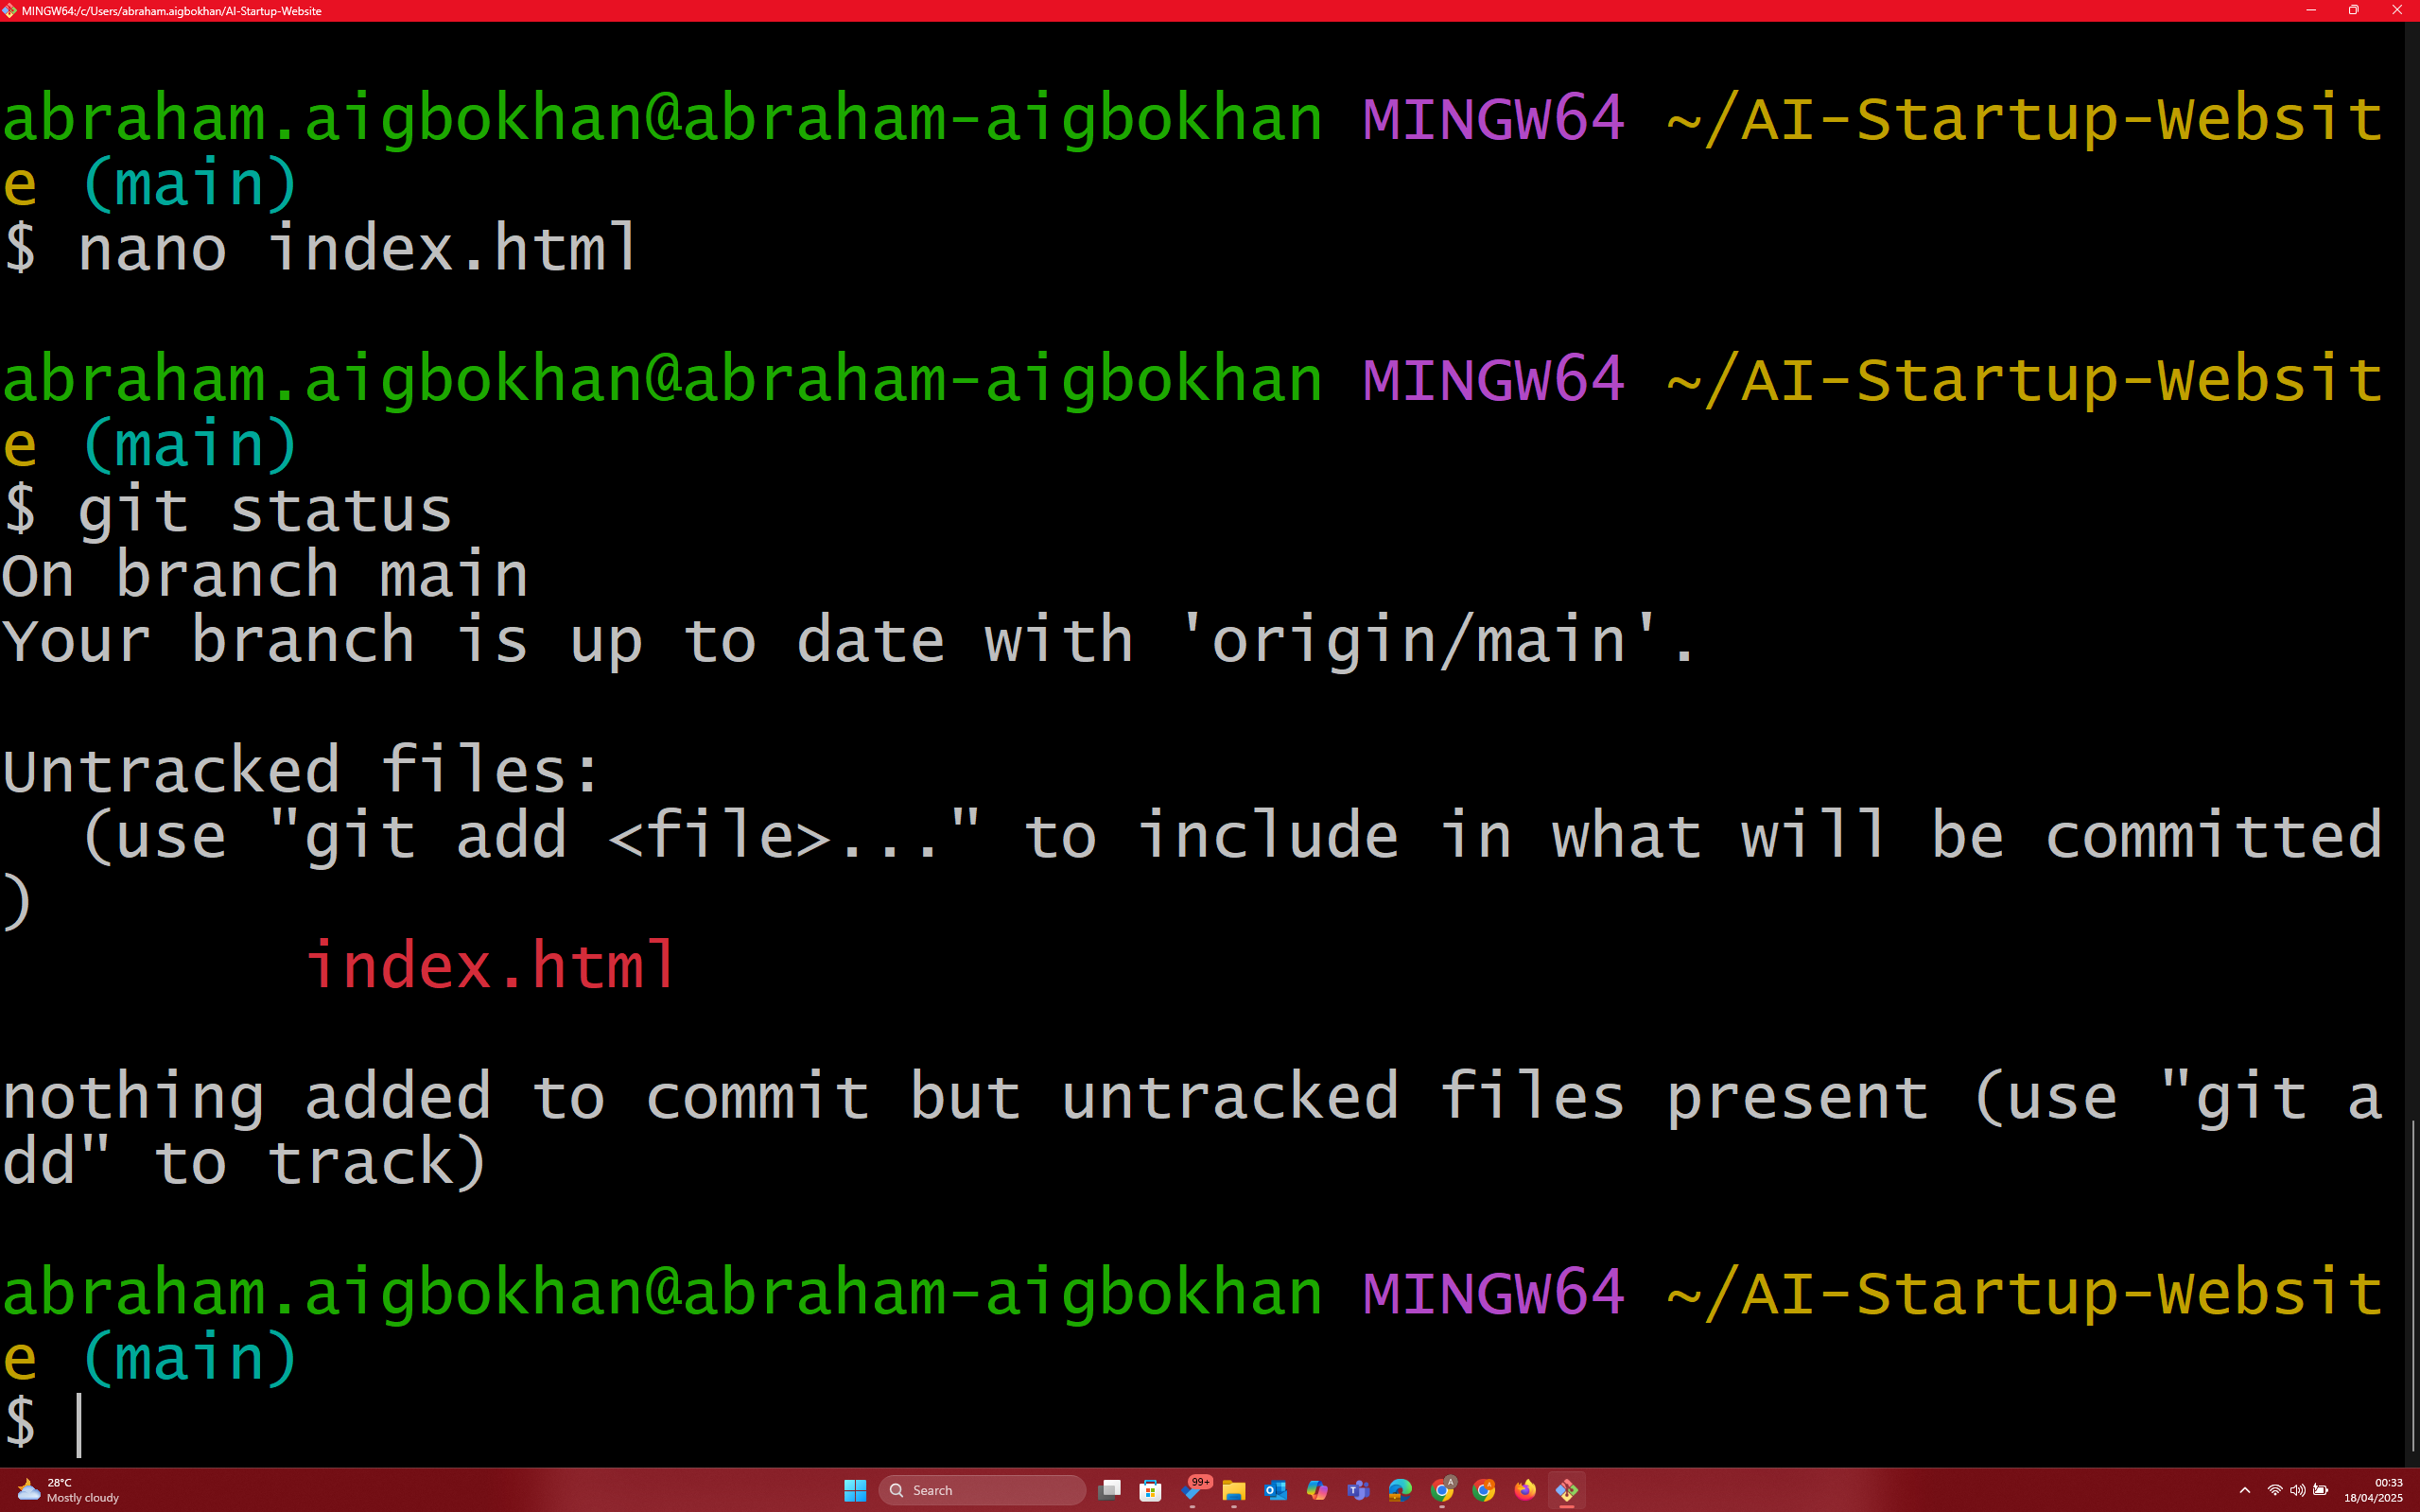 MINGW64:/c/Users/abraham.aigbokhan/AI-Startup-Website
abraham.aigbokhan@abraham-aigbokhan MINGW64 ~/AI-Startup-Websit
e (main)
$ nano index.html
abraham.aigbokhan@abraham-aigbokhan MINGW64 ~/AI-Startup-Websit
e (main)
$ git status
On branch main
Your branch is up to date with 'origin/main'.
Untracked files:
  (use "git add <file>..." to include in what will be committed
)
        index.html
nothing added to commit but untracked files present (use "git a
dd" to track)
abraham.aigbokhan@abraham-aigbokhan MINGW64 ~/AI-Startup-Websit
e (main)
$
28°C
Mostly cloudy
Search
99+
00:33
18/04/2025